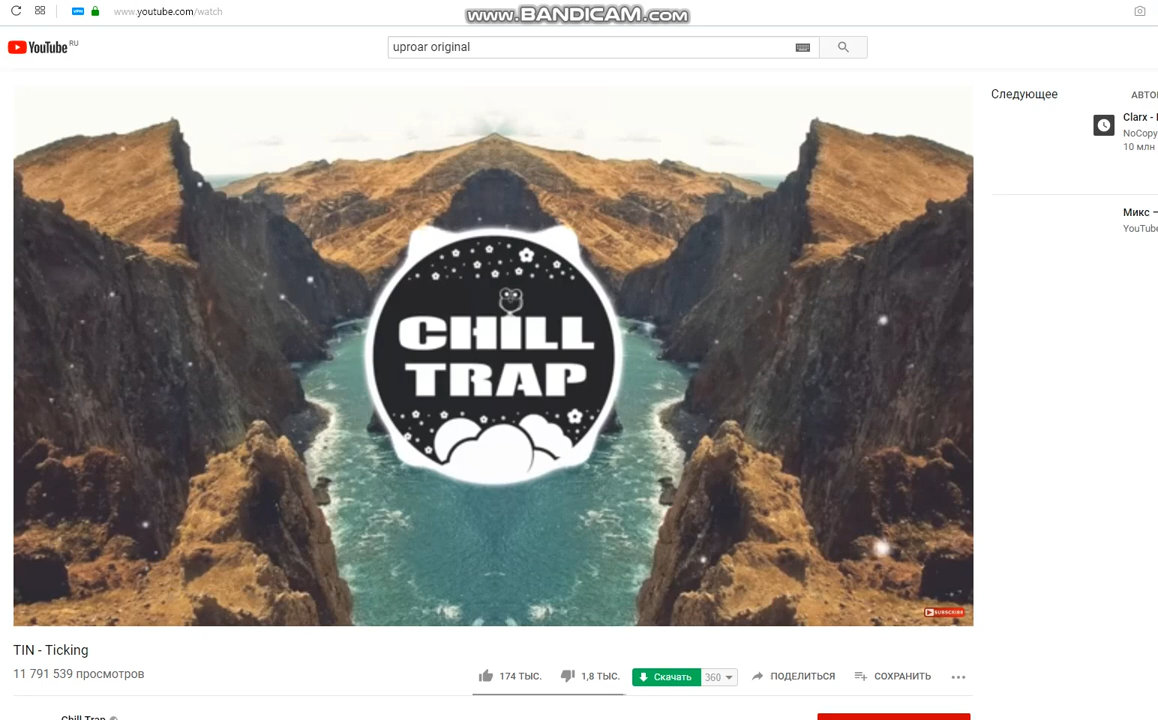 www.youtube.com/watch
www.BANDICAM.com
YouTube RU
uproar original
Следующее
CHILL
TRAP
SUBSCRIBE
TIN - Ticking
11 791 539 просмотров
174 ТЫС.
1,8 ТЫС.
Скачать
360
ПОДЕЛИТЬСЯ
СОХРАНИТЬ
Chill Trap
Clarx -
NoCopy
10 млн
Микс –
YouTube